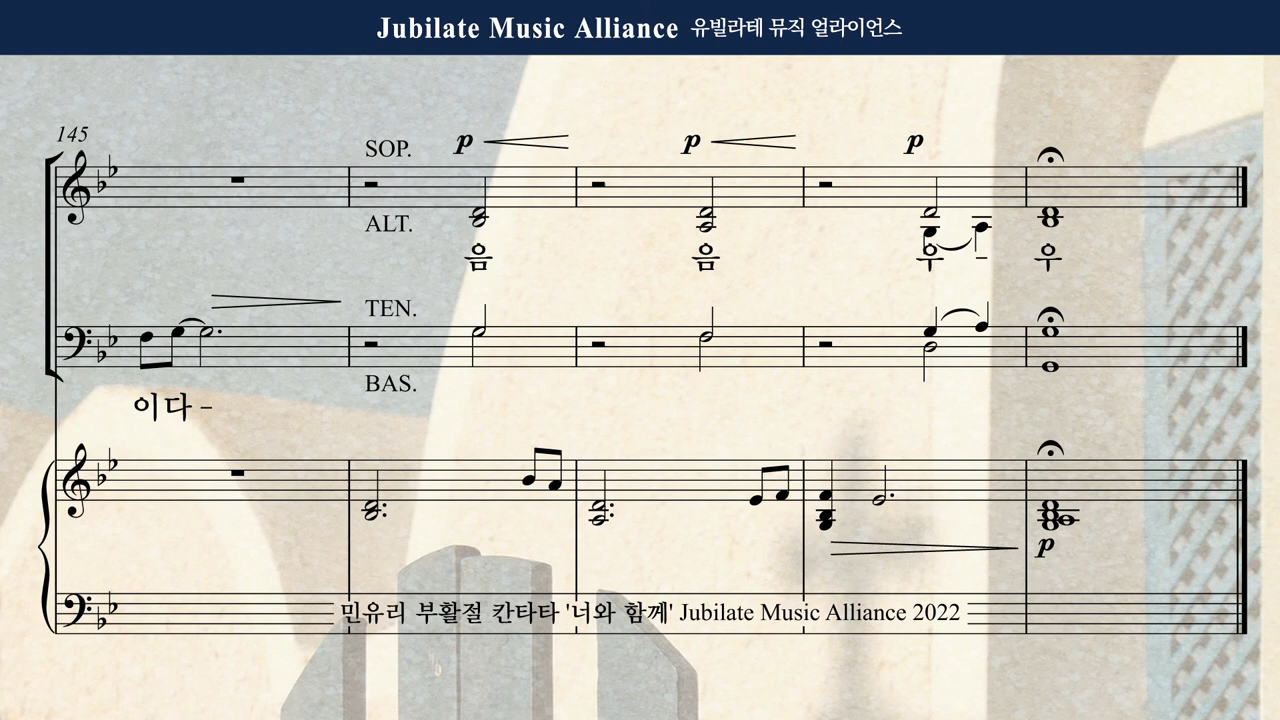 Jubilate Music Alliance 유빌라테 뮤직 얼라이언스
145
SOP. p p p
ALT.
음 음 우 -
우
TEN.
BAS.
이다 -
p
민유리 부활절 칸타타 '너와 함께' Jubilate Music Alliance 2022